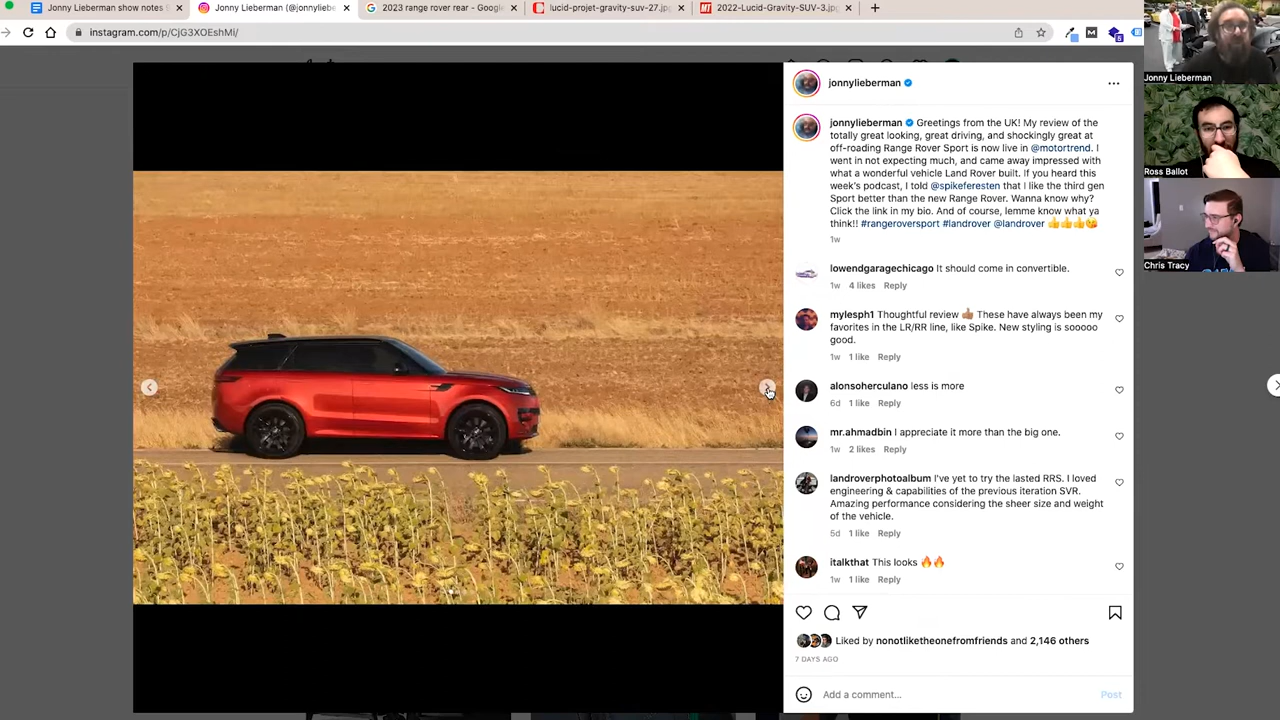 Jonny Lieberman show notes
Jonny Lieberman (@jonnyliebe
2023 range rover rear - Google
lucid-projet-gravity-suv-27.jpg
2022-Lucid-Gravity-SUV-3.jpg
instagram.com/p/CjG3XOEshMi/
Jonny Lieberman
Ross Ballot
Chris Tracy
jonnylieberman
jonnylieberman Greetings from the UK! My review of the
totally great looking, great driving, and shockingly great at
off-roading Range Rover Sport is now live in @motortrend. I
went in not expecting much, and came away impressed with
what a wonderful vehicle Land Rover built. If you heard this
week's podcast, I told @spikeferesten that I like the third gen
Sport better than the new Range Rover. Wanna know why?
Click the link in my bio. And of course, lemme know what ya
think!! #rangeroversport #landrover @landrover 👍👍👍😘
1w
lowendgaragechicago It should come in convertible.
1w 4 likes Reply
mylesph1 Thoughtful review 👍🏽 These have always been my
favorites in the LR/RR line, like Spike. New styling is sooooo
good.
1w 1 like Reply
alonsoherculano less is more
6d 1 like Reply
mr.ahmadbin I appreciate it more than the big one.
1w 2 likes Reply
landroverphotoalbum I've yet to try the lasted RRS. I loved
engineering & capabilities of the previous iteration SVR.
Amazing performance considering the sheer size and weight
of the vehicle.
5d 1 like Reply
italkthat This looks 🔥🔥
1w 1 like Reply
Liked by nonotliketheonefromfriends and 2,146 others
7 DAYS AGO
Add a comment...
Post